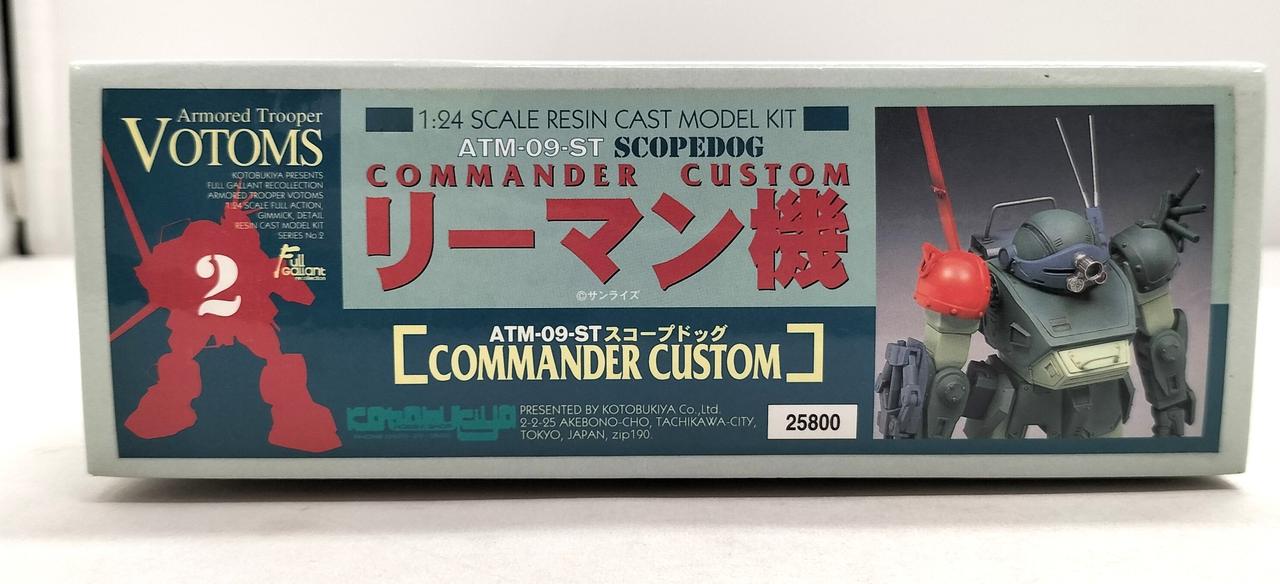 Armored Trooper
VOTOMS
KOTOBUKIYA PRESENTS
FULL GALLANT RECOLLECTION
ARMORED TROOPER VOTOMS
1:24 SCALE FULL ACTION,
GIMMICK, DETAIL
RESIN CAST MODEL KIT
SERIES No.2
Full
Gallant
recollection
2
1:24 SCALE RESIN CAST MODEL KIT
ATM-09-ST SCOPEDOG
COMMANDER CUSTOM
リーマン機
©サンライズ
ATM-09-STスコープドッグ
COMMANDER CUSTOM
kotobukiya
PRESENTED BY KOTOBUKIYA Co.,Ltd.
2-2-25 AKEBONO-CHO, TACHIKAWA-CITY,
TOKYO, JAPAN, zip190.
25800